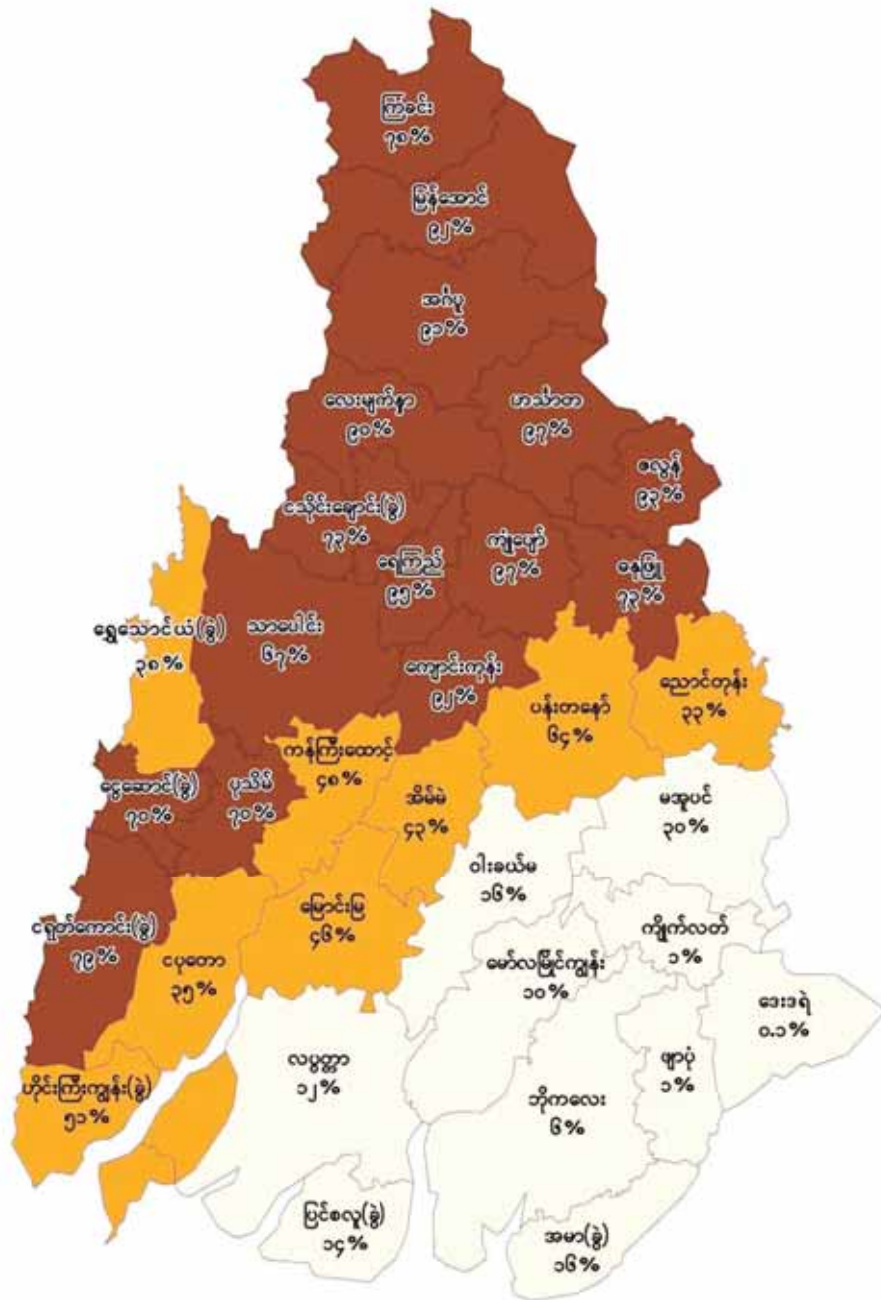 ကြံခင်း
၇၈%
မြန်အောင်
၉၂%
အင်္ဂပူ
၉၁%
လေးမျက်နှာ
၉၀%
ဟင်္သာတ
၉၇%
ဇလွန်
၉၃%
ငသိုင်းချောင်း(ခွဲ)
၇၃%
ရေကြည်
၉၅%
ကျုံပျော်
၉၇%
ဓနုဖြူ
၇၃%
ရွှေသောင်ယံ(ခွဲ)
၃၈%
သာပေါင်း
၆၇%
ကျောင်းကုန်း
၉၂%
ပန်းတနော်
၆၄%
ညောင်တုန်း
၃၃%
ငွေဆောင်(ခွဲ)
၇၀%
ပုသိမ်
၇၀%
ကန်ကြီးထောင့်
၄၈%
အိမ်မဲ
၄၃%
မအူပင်
၃၀%
ဝါးခယ်မ
၁၆%
ငရုတ်ကောင်း(ခွဲ)
၇၉%
ငပုတော
၃၅%
မြောင်းမြ
၄၆%
မော်လမြိုင်ကျွန်း
၁၀%
ကျိုက်လတ်
၁%
ဒေးဒရဲ
၀.၁%
ဟိုင်းကြီးကျွန်း(ခွဲ)
၅၁%
လပွတ္တာ
၁၂%
ဘိုကလေး
၆%
ဖျာပုံ
၁%
ပြင်စလူ(ခွဲ)
၁၄%
အမာ(ခွဲ)
၁၆%